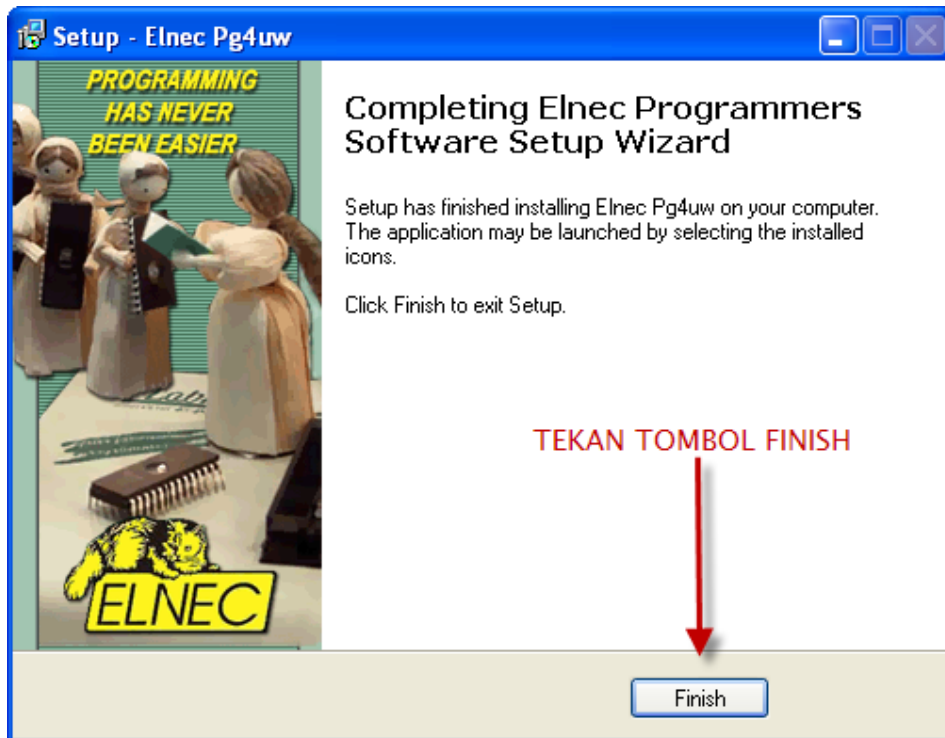 Setup - Elnec Pg4uw
PROGRAMMING
HAS NEVER
BEEN EASIER
Completing Elnec Programmers
Software Setup Wizard
Setup has finished installing Elnec Pg4uw on your computer.
The application may be launched by selecting the installed
icons.
Click Finish to exit Setup.
TEKAN TOMBOL FINISH
ELNEC
Finish